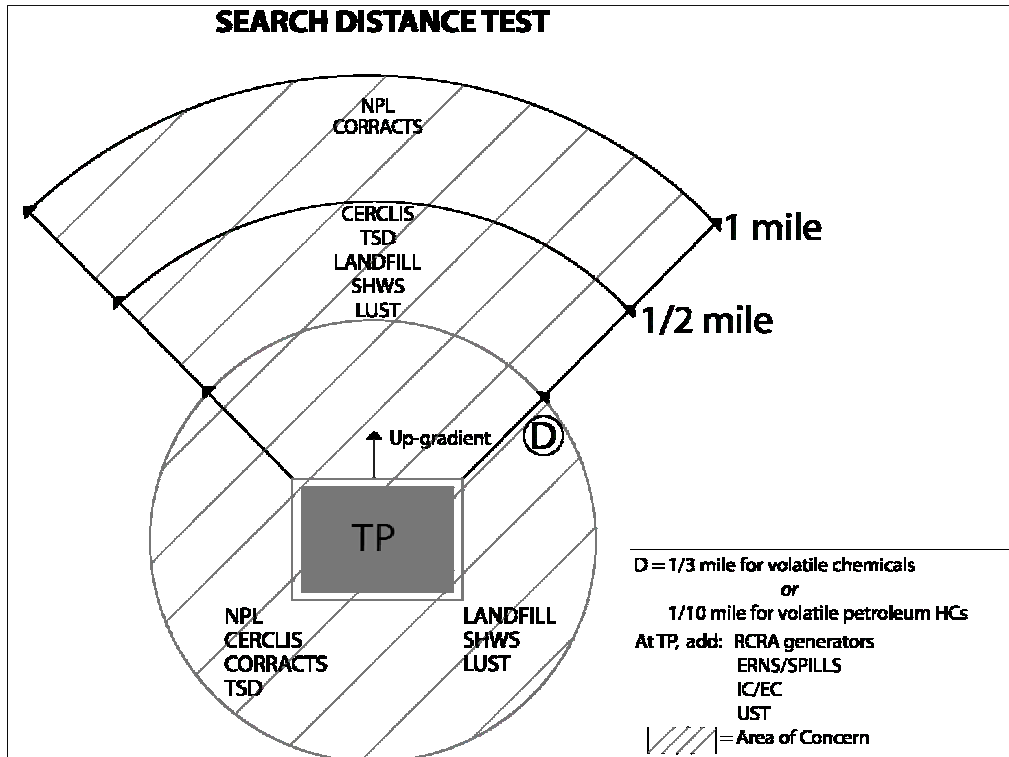 SEARCH DISTANCE TEST
NPL
CORRACTS
CERCLIS
TSD
LANDFILL
SHWS
LUST
1 mile
1/2 mile
Up-gradient
D
TP
NPL
CERCLIS
CORRACTS
TSD
LANDFILL
SHWS
LUST
D = 1/3 mile for volatile chemicals
or
1/10 mile for volatile petroleum HCs
At TP, add: RCRA generators
ERNS/SPILLS
IC/EC
UST
= Area of Concern